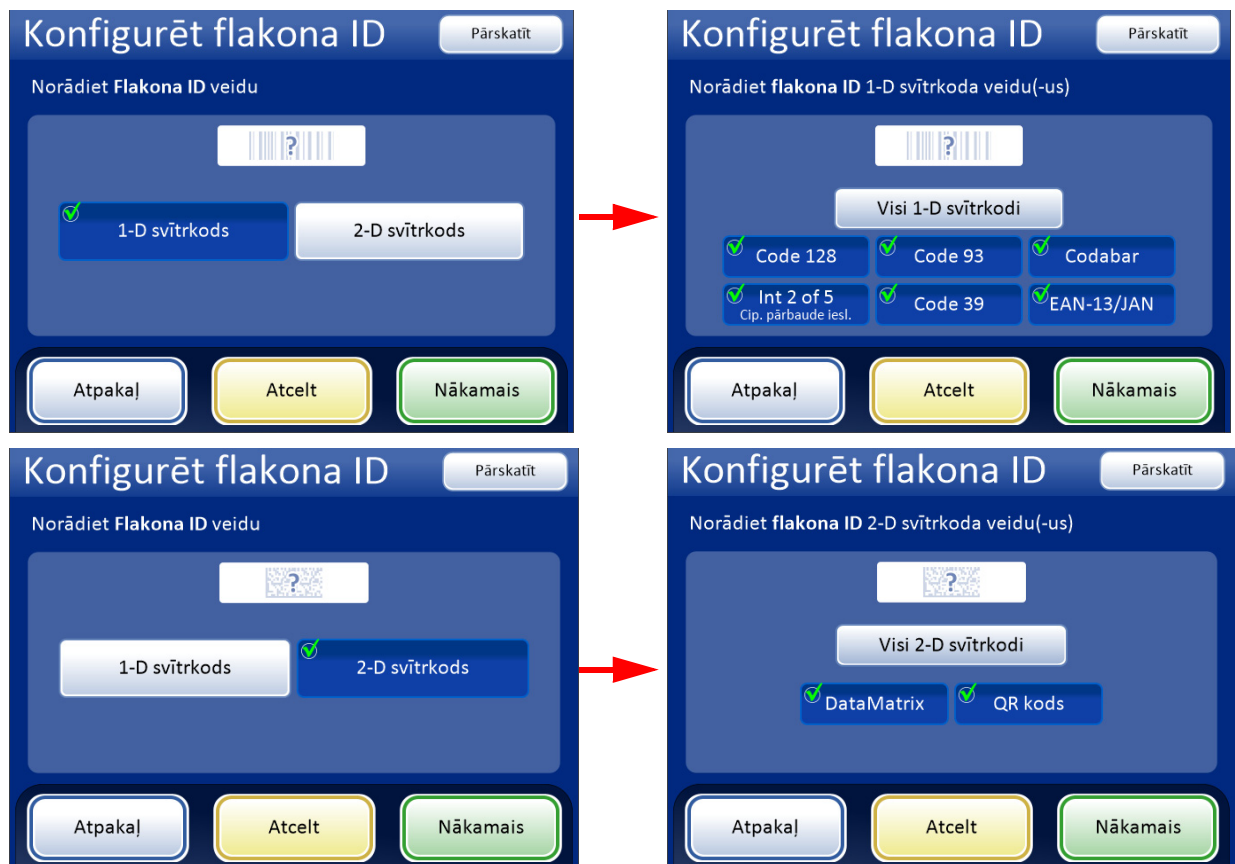 Konfigurēt flakona ID
Pārskatīt
Norādiet Flakona ID veidu
?
1-D svītrkods
2-D svītrkods
Atpakaļ
Atcelt
Nākamais
Konfigurēt flakona ID
Pārskatīt
Norādiet flakona ID 1-D svītrkoda veidu(-us)
?
Visi 1-D svītrkodi
Code 128
Code 93
Codabar
Int 2 of 5
Cip. pārbaude iesl.
Code 39
EAN-13/JAN
Atpakaļ
Atcelt
Nākamais
Konfigurēt flakona ID
Pārskatīt
Norādiet Flakona ID veidu
?
1-D svītrkods
2-D svītrkods
Atpakaļ
Atcelt
Nākamais
Konfigurēt flakona ID
Pārskatīt
Norādiet flakona ID 2-D svītrkoda veidu(-us)
?
Visi 2-D svītrkodi
DataMatrix
QR kods
Atpakaļ
Atcelt
Nākamais